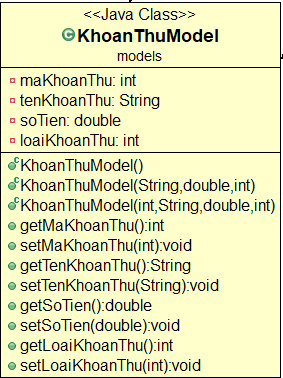 <<Java Class>>
KhoanThuModel
models
maKhoanThu: int
tenKhoanThu: String
soTien: double
loaiKhoanThu: int
KhoanThuModel()
KhoanThuModel(String,double,int)
KhoanThuModel(int,String,double,int)
getMaKhoanThu():int
setMaKhoanThu(int):void
getTenKhoanThu():String
setTenKhoanThu(String):void
getSoTien():double
setSoTien(double):void
getLoaiKhoanThu():int
setLoaiKhoanThu(int):void